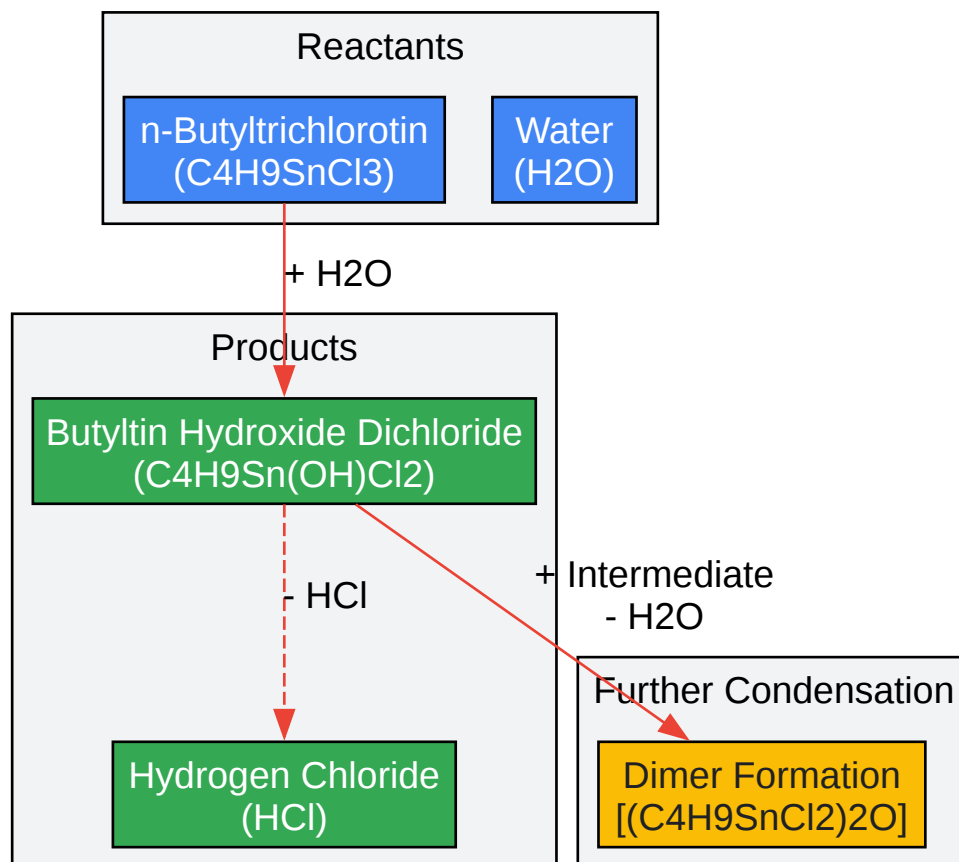 Reactants
n-Butyltrichlorotin
(C4H9SnCl3)
Water
(H2O)
+ H2O
Products
Butyltin Hydroxide Dichloride
(C4H9Sn(OH)Cl2)
- HCl
+ Intermediate
- H2O
Further Condensation
Hydrogen Chloride
(HCl)
Dimer Formation
[(C4H9SnCl2)2O]